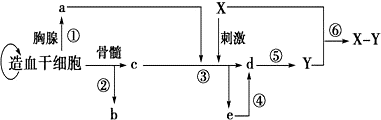 a X
胸腺 ① 刺激 ⑥ X-Y
骨髓
造血干细胞 c d ⑤ Y
② ③ ④
b e